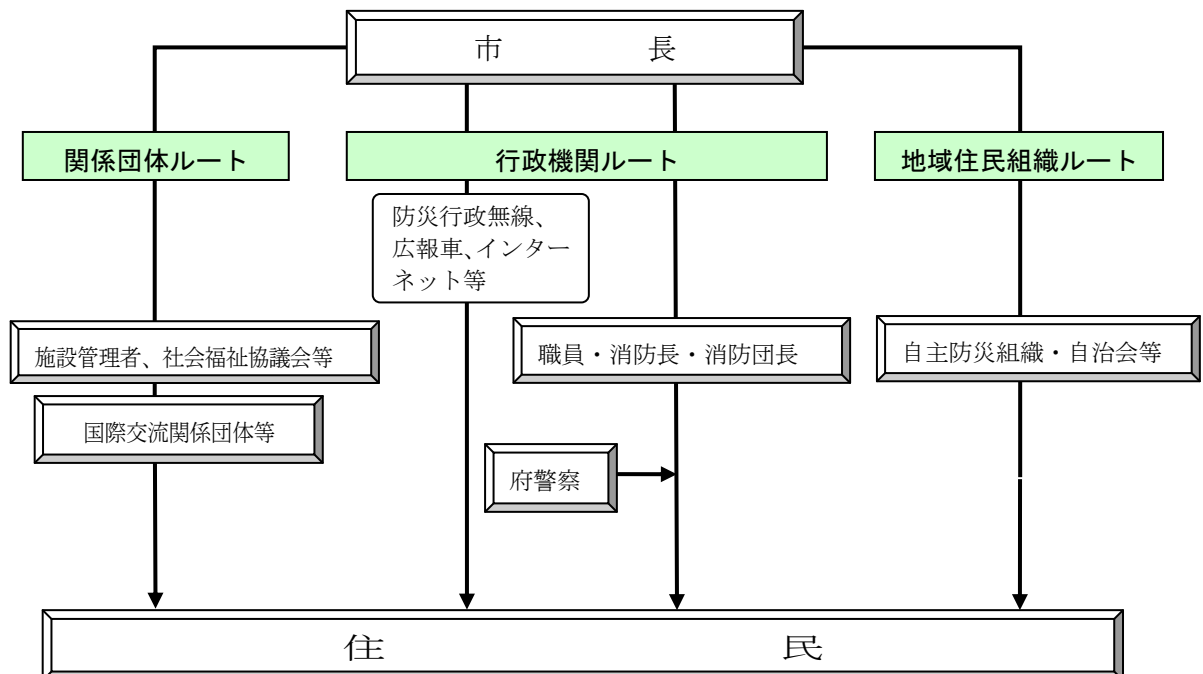 市長
関係団体ルート
行政機関ルート
地域住民組織ルート
防災行政無線、
広報車、インター
ネット等
施設管理者、社会福祉協議会等
職員・消防長・消防団長
自主防災組織・自治会等
国際交流関係団体等
府警察
住民